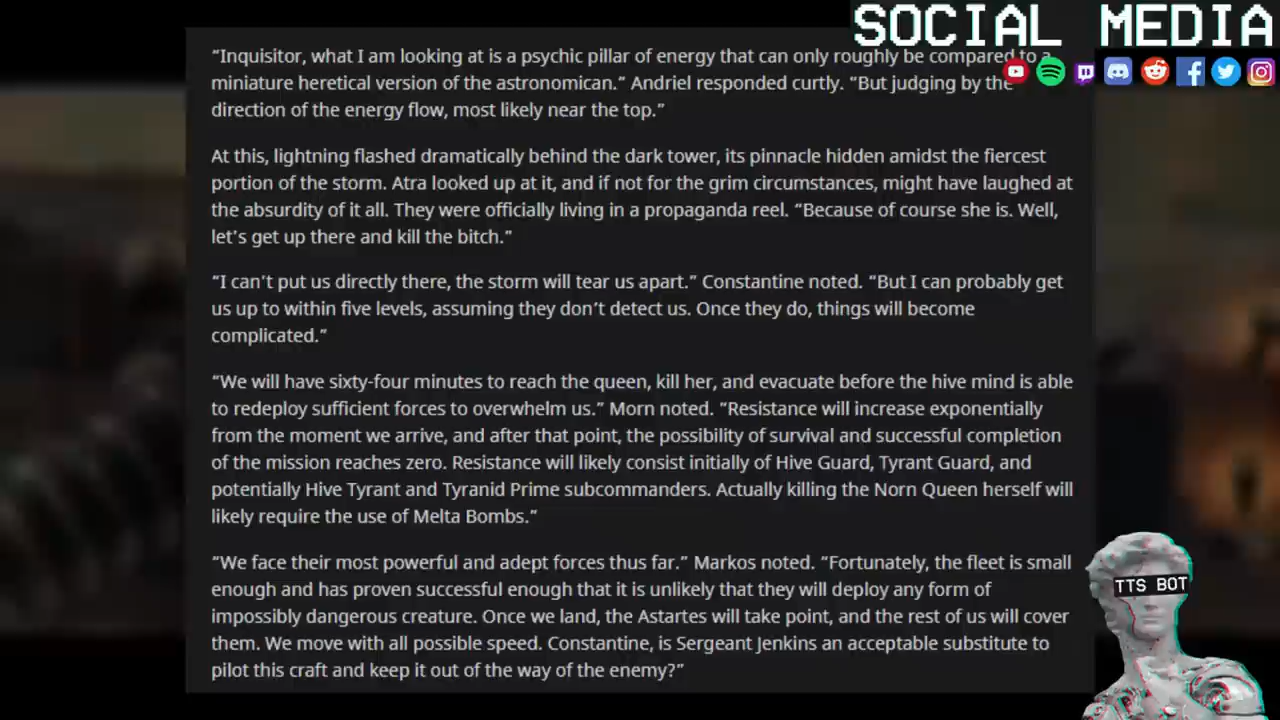 SOCIAL MEDIA
“Inquisitor, what I am looking at is a psychic pillar of energy that can only roughly be compared to a
miniature heretical version of the astronomican.” Andriel responded curtly. “But judging by the
direction of the energy flow, most likely near the top.”
At this, lightning flashed dramatically behind the dark tower, its pinnacle hidden amidst the fiercest
portion of the storm. Atra looked up at it, and if not for the grim circumstances, might have laughed at
the absurdity of it all. They were officially living in a propaganda reel. “Because of course she is. Well,
let’s get up there and kill the bitch.”
“I can’t put us directly there, the storm will tear us apart.” Constantine noted. “But I can probably get
us up to within five levels, assuming they don’t detect us. Once they do, things will become
complicated.”
“We will have sixty-four minutes to reach the queen, kill her, and evacuate before the hive mind is able
to redeploy sufficient forces to overwhelm us.” Morn noted. “Resistance will increase exponentially
from the moment we arrive, and after that point, the possibility of survival and successful completion
of the mission reaches zero. Resistance will likely consist initially of Hive Guard, Tyrant Guard, and
potentially Hive Tyrant and Tyranid Prime subcommanders. Actually killing the Norn Queen herself will
likely require the use of Melta Bombs.”
“We face their most powerful and adept forces thus far.” Markos noted. “Fortunately, the fleet is small
enough and has proven successful enough that it is unlikely that they will deploy any form of
impossibly dangerous creature. Once we land, the Astartes will take point, and the rest of us will cover
them. We move with all possible speed. Constantine, is Sergeant Jenkins an acceptable substitute to
pilot this craft and keep it out of the way of the enemy?”
TTS BOT